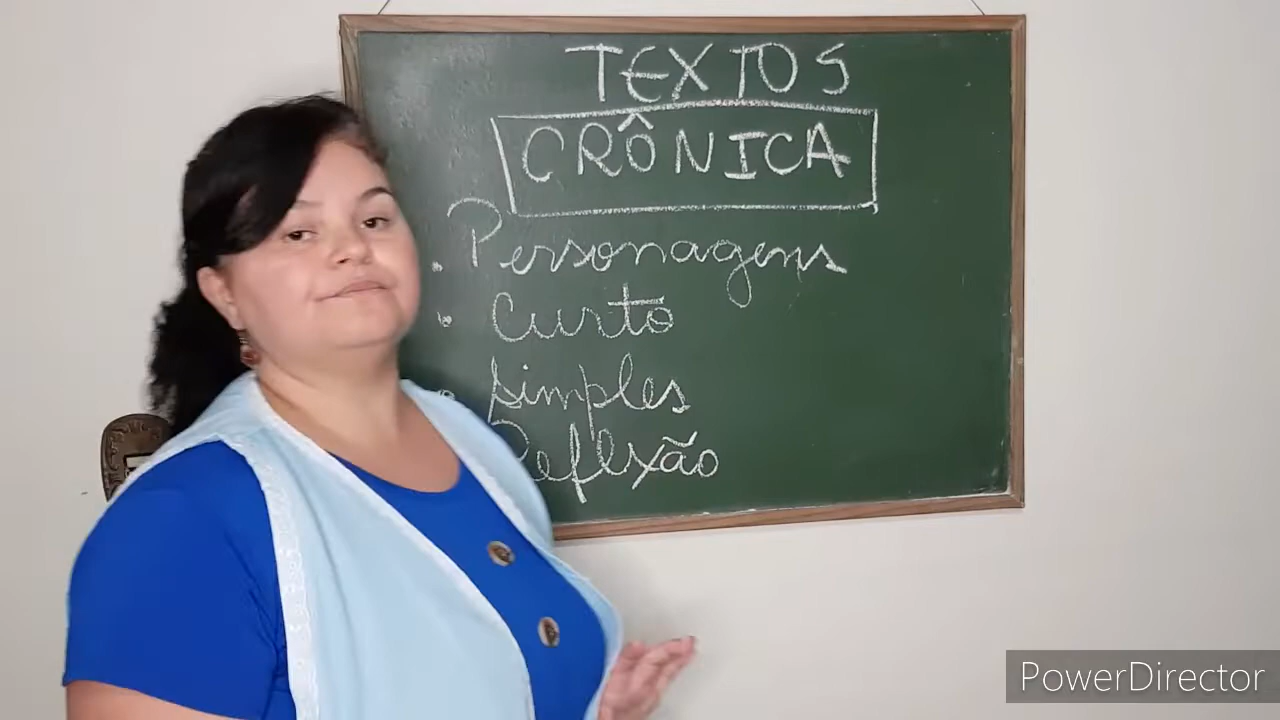 TEXTOS
CRÔNICA
. Personagens
. Curto
. Simples
Reflexão
PowerDirector